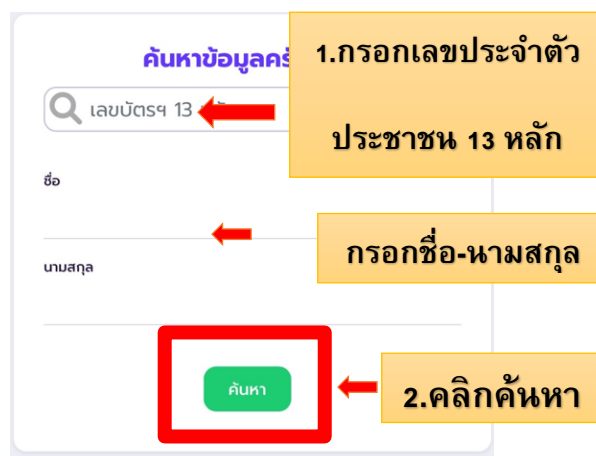 ค้นหาข้อมูลครั
1.กรอกเลขประจำตัว
ประชาชน 13 หลัก
เลขบัตรฯ 13
ชื่อ
กรอกชื่อ-นามสกุล
นามสกุล
ค้นหา
2.คลิกค้นหา